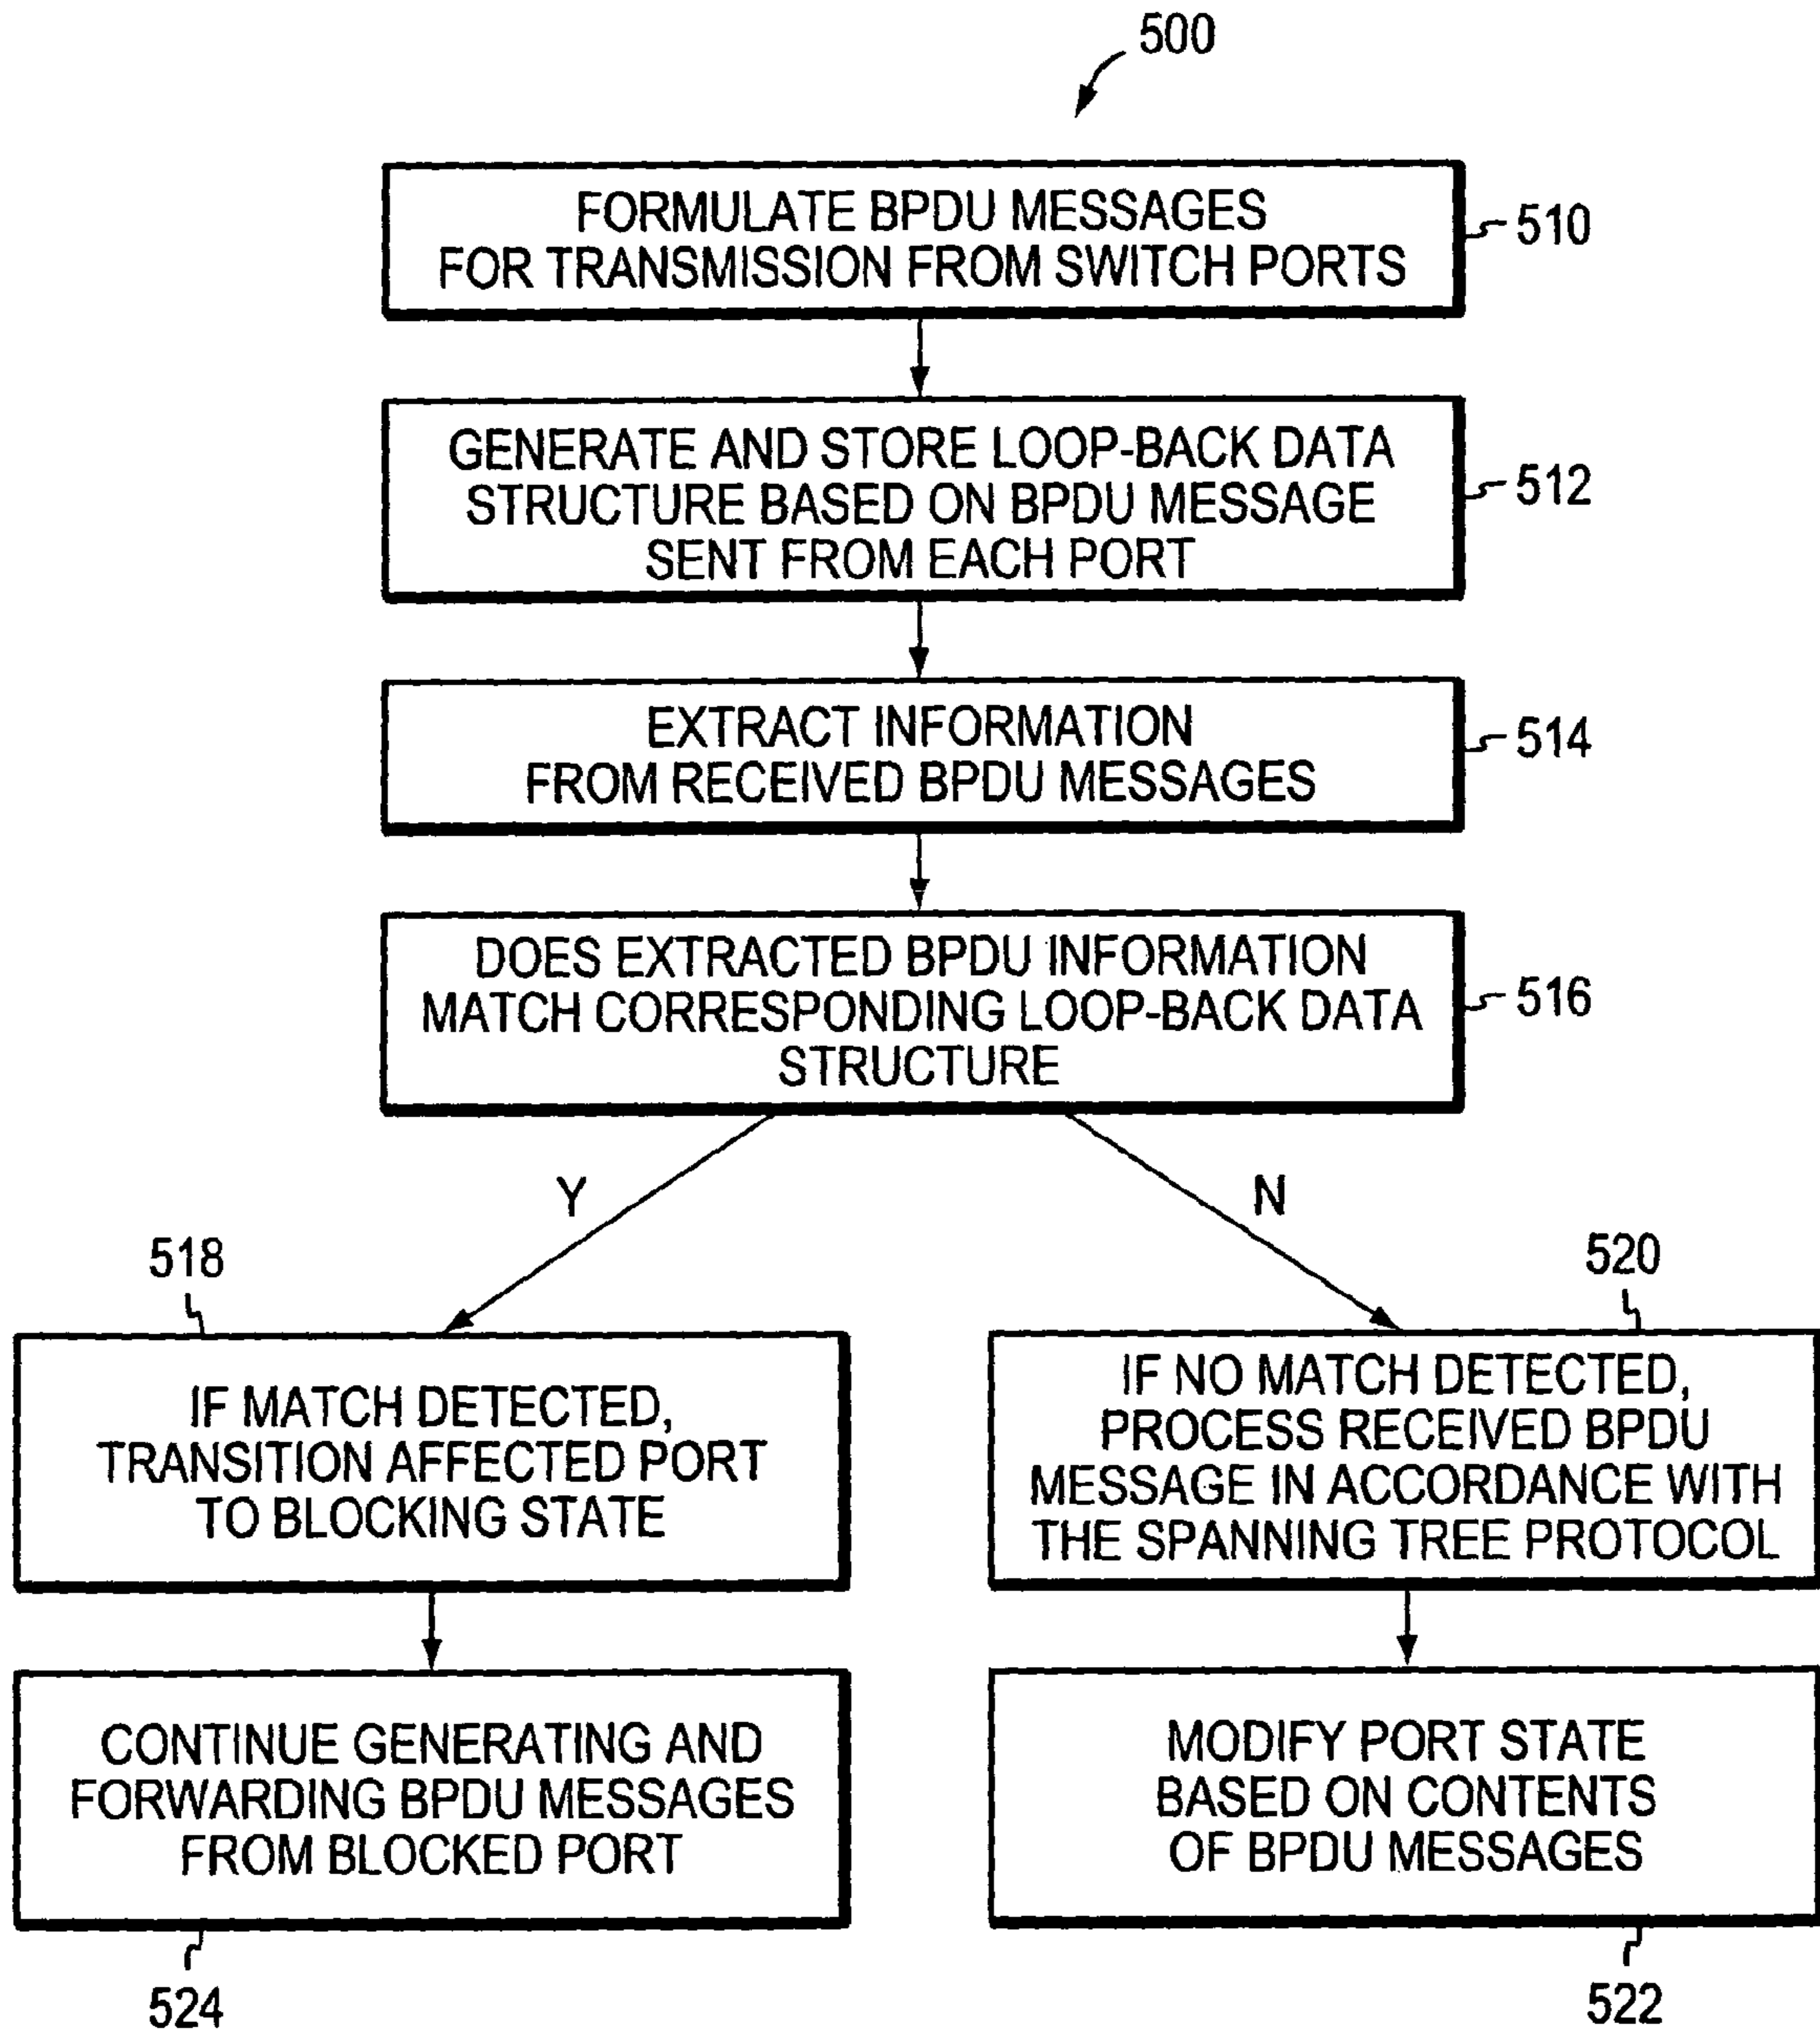 500
FORMULATE BPDU MESSAGES
FOR TRANSMISSION FROM SWITCH PORTS
510
GENERATE AND STORE LOOP-BACK DATA
STRUCTURE BASED ON BPDU MESSAGE
SENT FROM EACH PORT
512
EXTRACT INFORMATION
FROM RECEIVED BPDU MESSAGES
514
DOES EXTRACTED BPDU INFORMATION
MATCH CORRESPONDING LOOP-BACK DATA
STRUCTURE
516
Y
N
518
IF MATCH DETECTED,
TRANSITION AFFECTED PORT
TO BLOCKING STATE
520
IF NO MATCH DETECTED,
PROCESS RECEIVED BPDU
MESSAGE IN ACCORDANCE WITH
THE SPANNING TREE PROTOCOL
CONTINUE GENERATING AND
FORWARDING BPDU MESSAGES
FROM BLOCKED PORT
524
MODIFY PORT STATE
BASED ON CONTENTS
OF BPDU MESSAGES
522